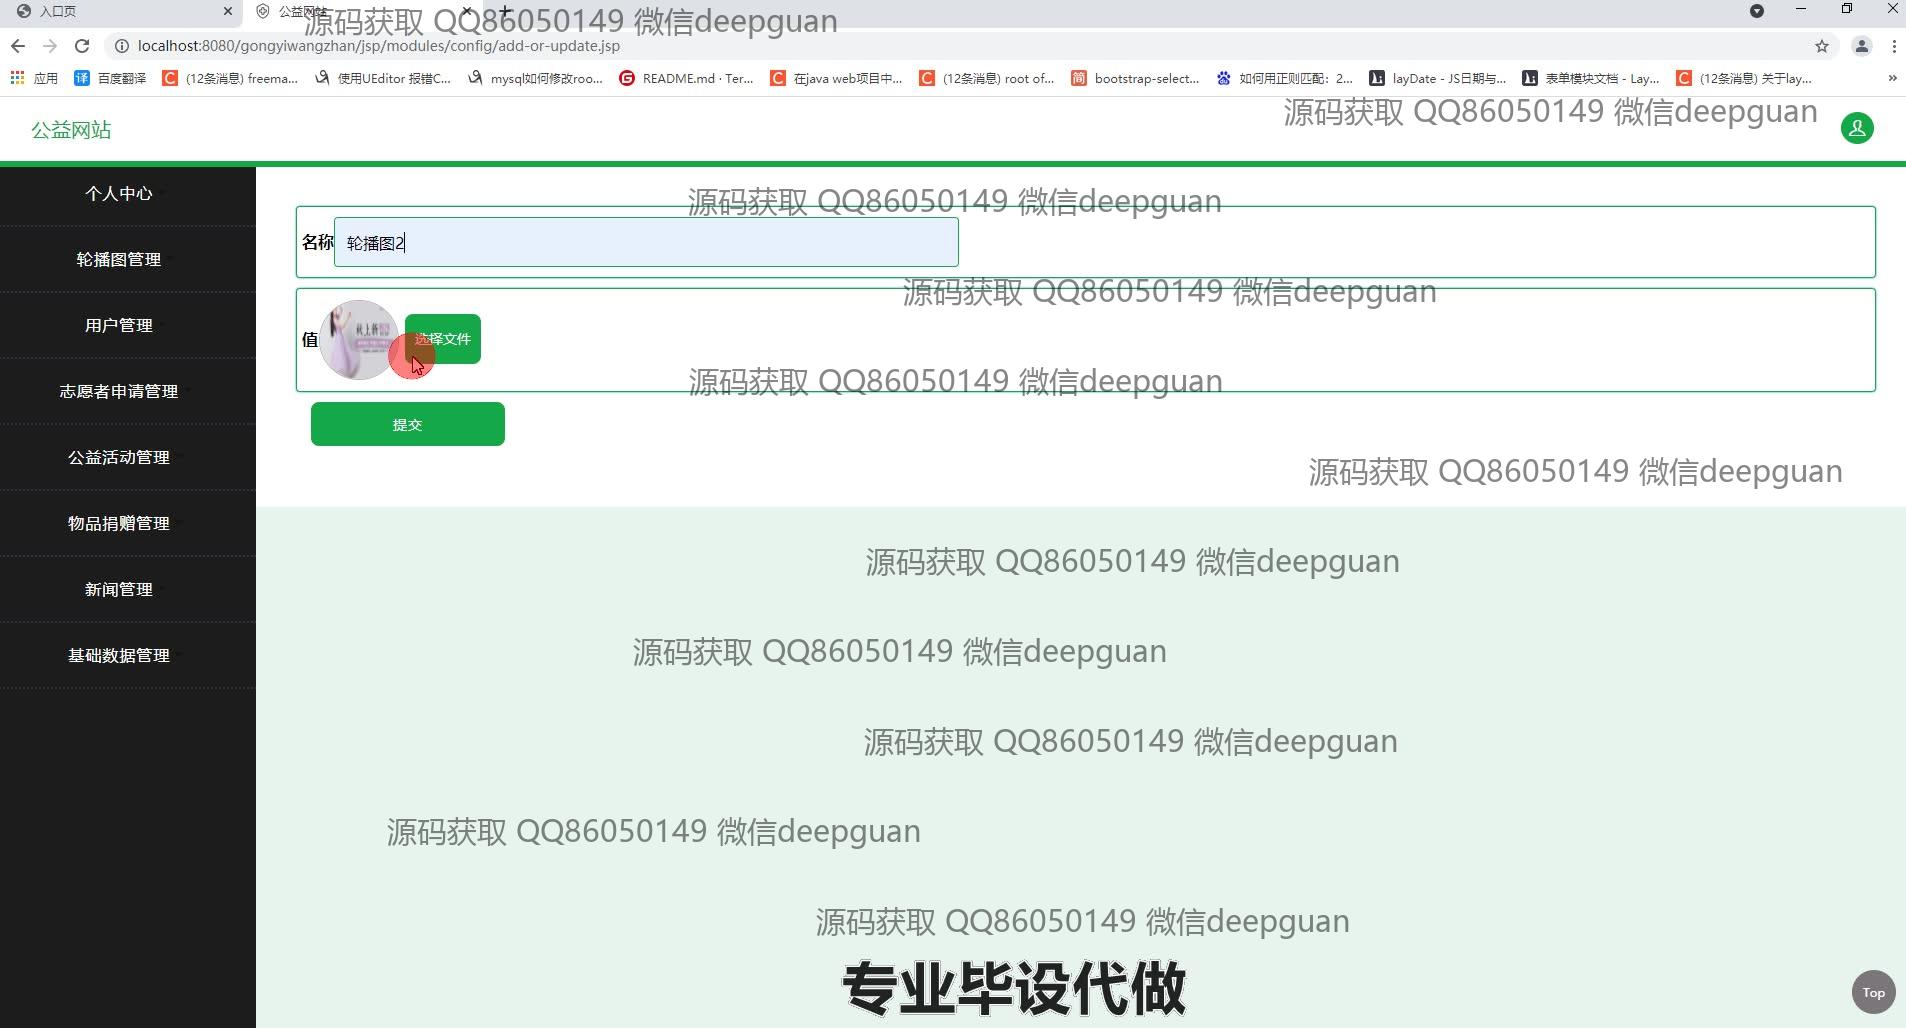 入口页
公益网站
源码获取 QQ86050149 微信deepguan
localhost:8080/gongyiwangzhan/jsp/modules/config/add-or-update.jsp
应用
百度翻译
(12条消息) freema...
使用UEditor 报错C...
mysql如何修改roo...
README.md · Ter...
在java web项目中...
(12条消息) root of...
bootstrap-select...
如何用正则匹配：2...
layDate - JS日期与...
表单模块文档 - Lay...
(12条消息) 关于lay...
源码获取 QQ86050149 微信deepguan
公益网站
个人中心
轮播图管理
用户管理
志愿者申请管理
公益活动管理
物品捐赠管理
新闻管理
基础数据管理
源码获取 QQ86050149 微信deepguan
名称 轮播图2
源码获取 QQ86050149 微信deepguan
值 秋上新 选择文件
源码获取 QQ86050149 微信deepguan
提交
源码获取 QQ86050149 微信deepguan
源码获取 QQ86050149 微信deepguan
源码获取 QQ86050149 微信deepguan
源码获取 QQ86050149 微信deepguan
源码获取 QQ86050149 微信deepguan
源码获取 QQ86050149 微信deepguan
专业毕设代做
Top